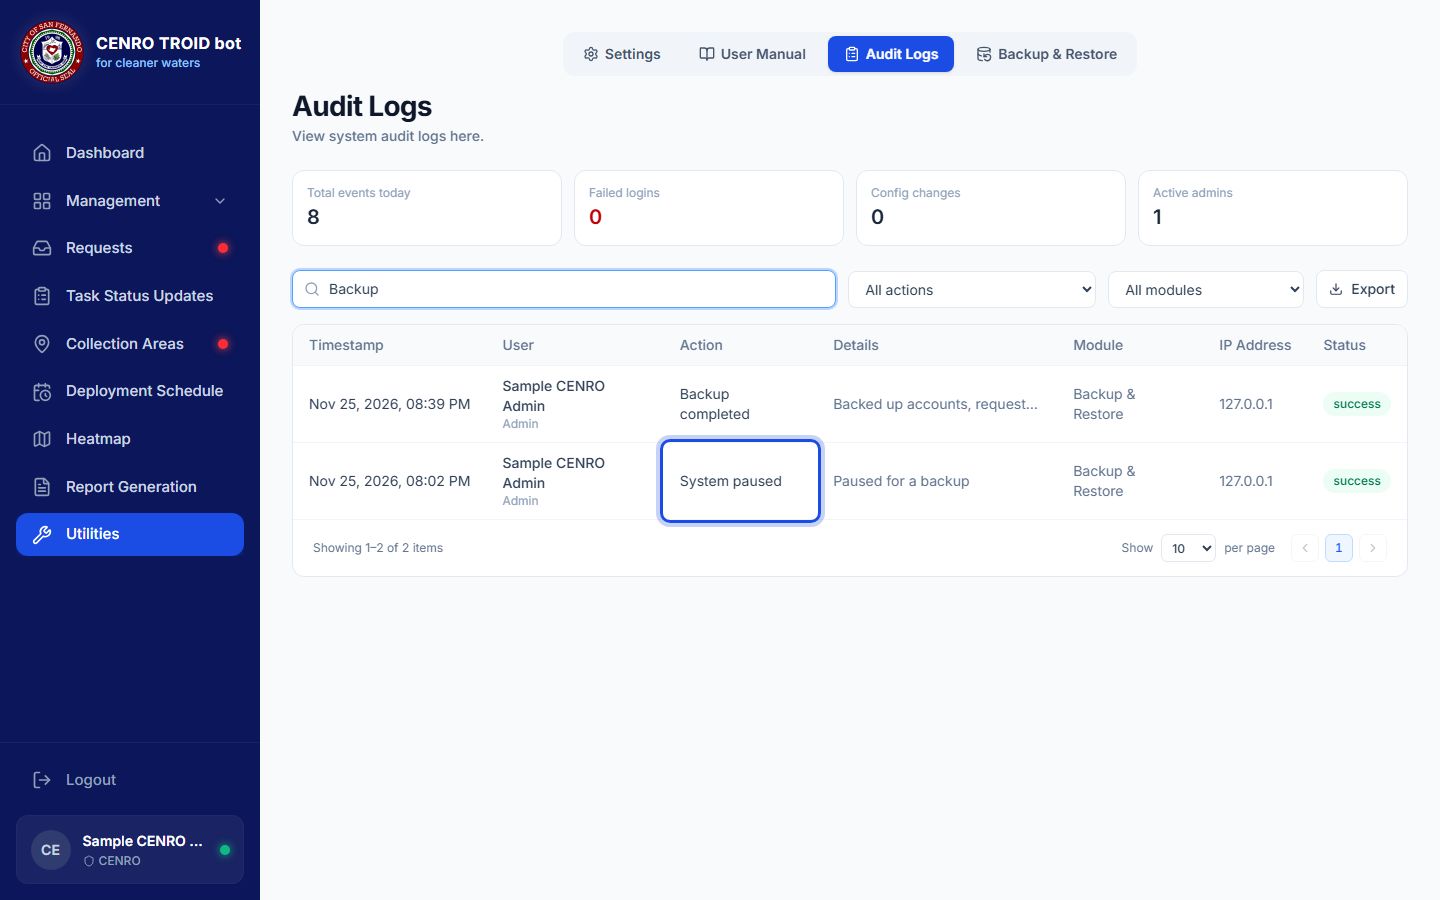 CITY OF SAN FERNANDO
OFFICIAL SEAL
CENRO TROID bot
for cleaner waters
Dashboard
Management
Requests
Task Status Updates
Collection Areas
Deployment Schedule
Heatmap
Report Generation
Utilities
Logout
CE
Sample CENRO ...
CENRO
Settings
User Manual
Audit Logs
Backup & Restore
Audit Logs
View system audit logs here.
Total events today
8
Failed logins
0
Config changes
0
Active admins
1
Backup
All actions
All modules
Export
Timestamp User Action Details Module IP Address Status
Nov 25, 2026, 08:39 PM
Sample CENRO
Admin
Admin
Backup
completed
Backed up accounts, request...
Backup &
Restore
127.0.0.1
success
Nov 25, 2026, 08:02 PM
Sample CENRO
Admin
Admin
System paused
Paused for a backup
Backup &
Restore
127.0.0.1
success
Showing 1–2 of 2 items
Show 10 per page
1